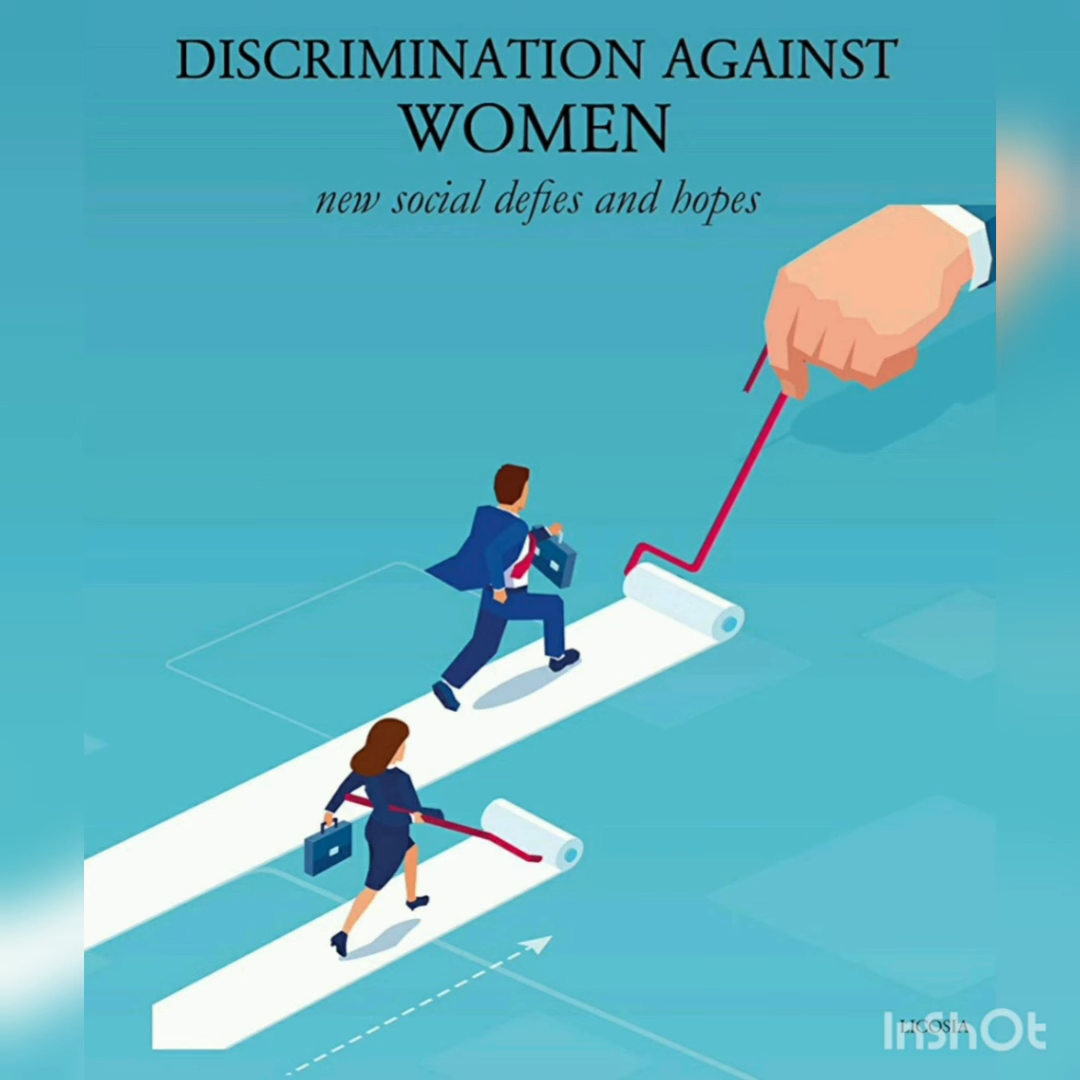 DISCRIMINATION AGAINST
WOMEN
new social defies and hopes
LICOSIA
InShOt